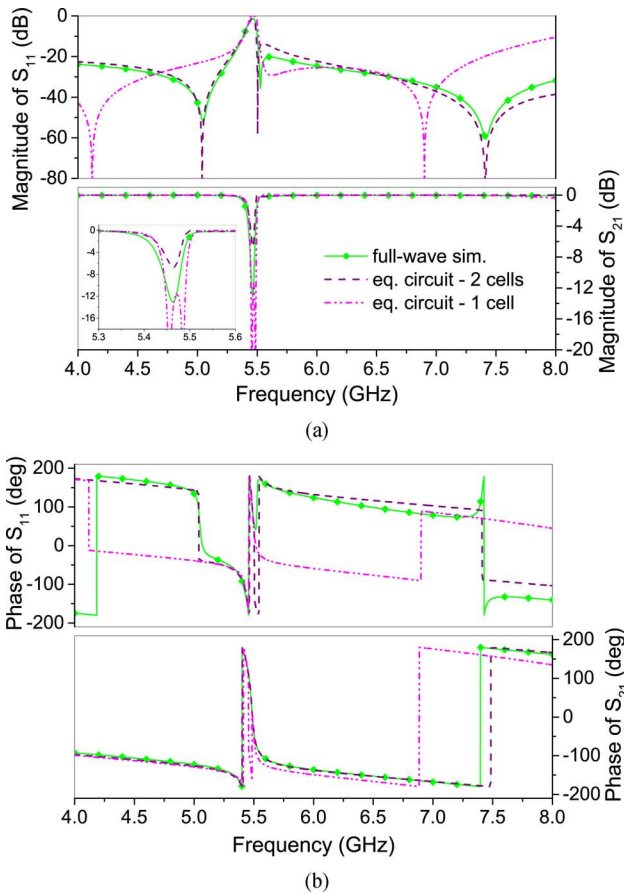 0
-20
-40
-60
-80
Magnitude of S11 (dB)
0
-4
-8
-12
-16
5.3 5.4 5.5 5.6
full-wave sim.
eq. circuit - 2 cells
eq. circuit - 1 cell
0
-4
-8
-12
-16
-20
Magnitude of S21 (dB)
4.0 4.5 5.0 5.5 6.0 6.5 7.0 7.5 8.0
Frequency (GHz)
(a)
200
100
0
-100
-200
Phase of S11 (deg)
200
100
0
-100
-200
Phase of S21 (deg)
4.0 4.5 5.0 5.5 6.0 6.5 7.0 7.5 8.0
Frequency (GHz)
(b)